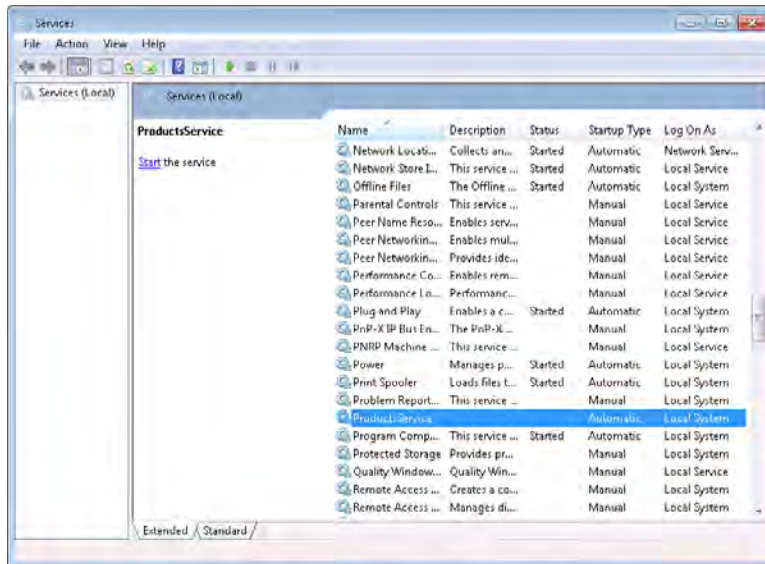 Services
File Action View Help
Services (Local)
Services (Local)
ProductsService
Start the service
Name Description Status Startup Type Log On As
Network Locati... Collects an... Started Automatic Network Serv...
Network Store I... This service ... Started Automatic Local Service
Offline Files The Offline ... Started Automatic Local System
Parental Controls This service ... Manual Local Service
Peer Name Reso... Enables serv... Manual Local Service
Peer Networkin... Enables mul... Manual Local Service
Peer Networkin... Provides ide... Manual Local Service
Performance Co... Enables rem... Manual Local Service
Performance Lo... Performanc... Manual Local Service
Plug and Play Enables a c... Started Automatic Local System
PnP-X IP Bus En... The PnP-X ... Manual Local System
PNRP Machine ... This service ... Manual Local Service
Power Manages p... Started Automatic Local System
Print Spooler Loads files t... Started Automatic Local System
Problem Report... This service ... Manual Local System
ProductsService Automatic Local System
Program Comp... This service ... Started Automatic Local System
Protected Storage Provides pr... Manual Local System
Quality Window... Quality Win... Manual Local Service
Remote Access ... Creates a co... Manual Local System
Remote Access ... Manages di... Manual Local System
Extended Standard